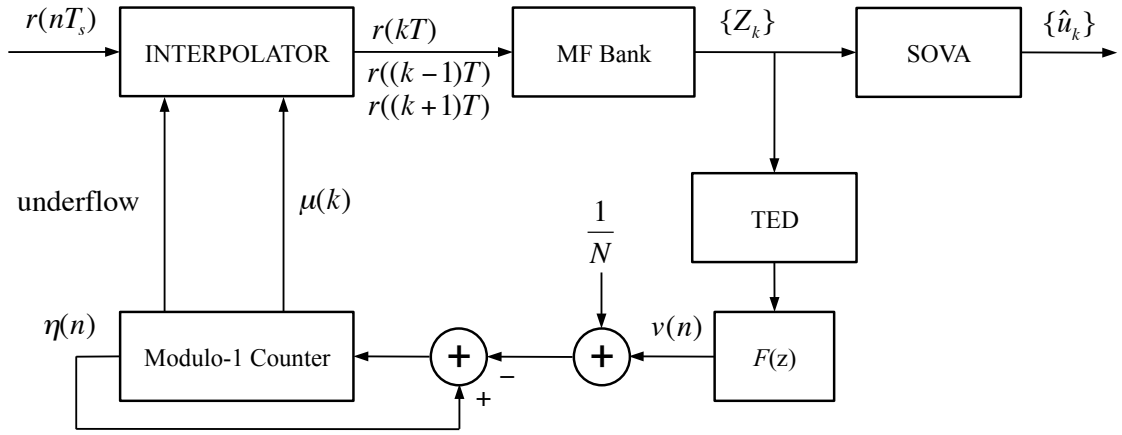 r(nT_s)
INTERPOLATOR
r(kT)
r((k − 1)T)
r((k + 1)T)
MF Bank
{Z_k}
SOVA
{û_k}
underflow
μ(k)
TED
1/N
η(n)
Modulo-1 Counter
+
−
+
+
v(n)
F(z)